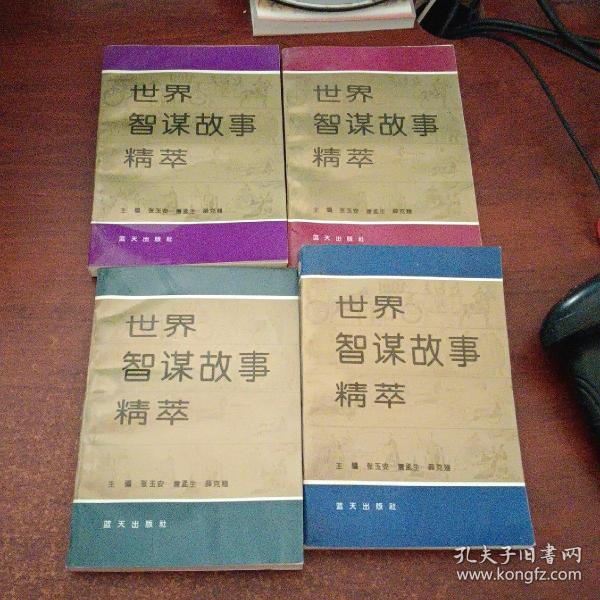 世界
智谋故事
精萃
主编 张玉安 唐孟生 薛克翘
蓝天出版社
世界
智谋故事
精萃
主编 张玉安 唐孟生 薛克翘
蓝天出版社
世界
智谋故事
精萃
主编 张玉安 唐孟生 薛克翘
蓝天出版社
世界
智谋故事
精萃
主编 张玉安 唐孟生 薛克翘
蓝天出版社
孔夫子旧书网
www.kongfz.com